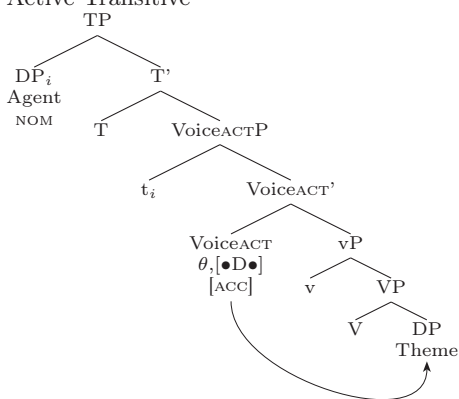 Active Transitive
TP
DPᵢ T'
Agent
NOM
T VoiceACTP
tᵢ VoiceACT'
VoiceACT vP
θ,[●D●]
[ACC] v VP
V DP
Theme